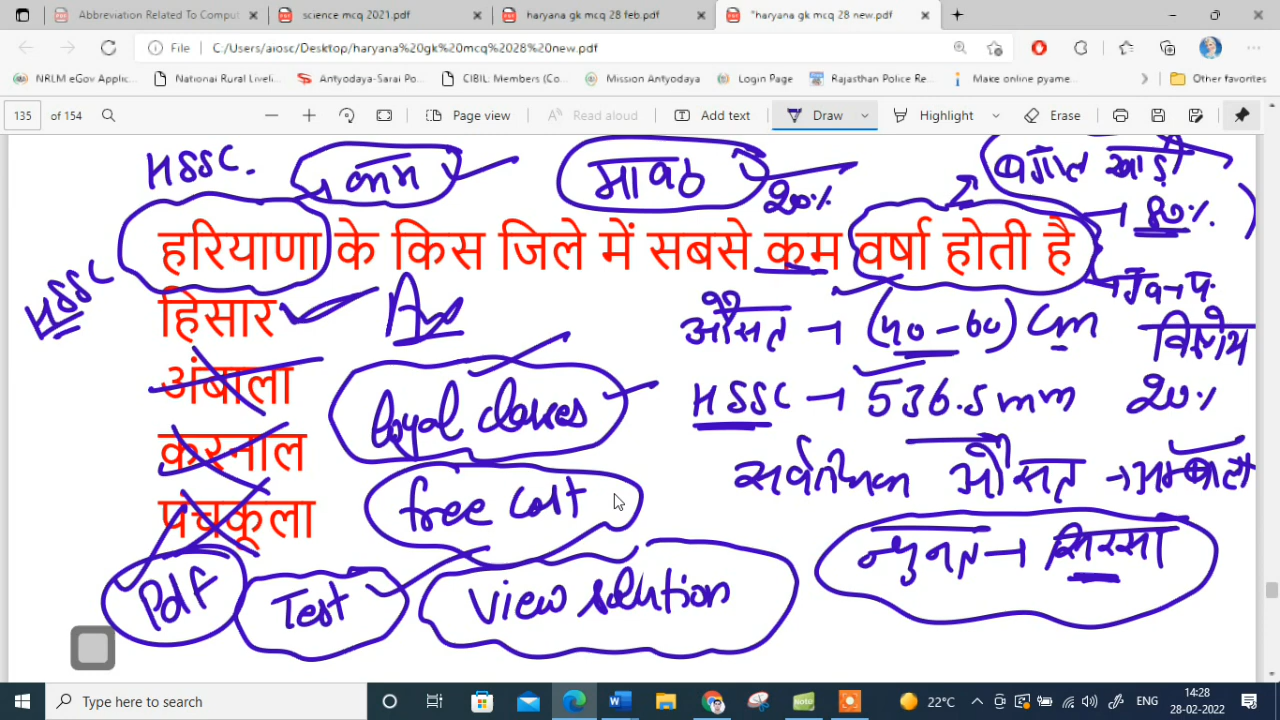 Abbreviation Related To Comput
science mcq 2021.pdf
haryana gk mcq 28 feb.pdf
*haryana gk mcq 28 new.pdf
File
C:/Users/aiosc/Desktop/haryana%20gk%20mcq%2028%20new.pdf
NRLM eGov Applic...
National Rural Liveli...
Antyodaya-Sarai Po...
CIBIL: Members (Co...
Mission Antyodaya
Login Page
Rajasthan Police Re...
Make online pyame...
Other favorites
135 of 154
Page view
Read aloud
Add text
Draw
Highlight
Erase
HSSC.
20%
80%.
हरियाणा के किस जिले में सबसे कम वर्षा होती है
HSSC
हिसार
Ans
औसत → (40-60) cm
अंबाला
loyal classes
HSSC → 536.5mm
20%
करनाल
औसत
free cost
पंचकूला
सिरसा
Pdf
Test
View solution
Type here to search
22°C
ENG
14:28
28-02-2022